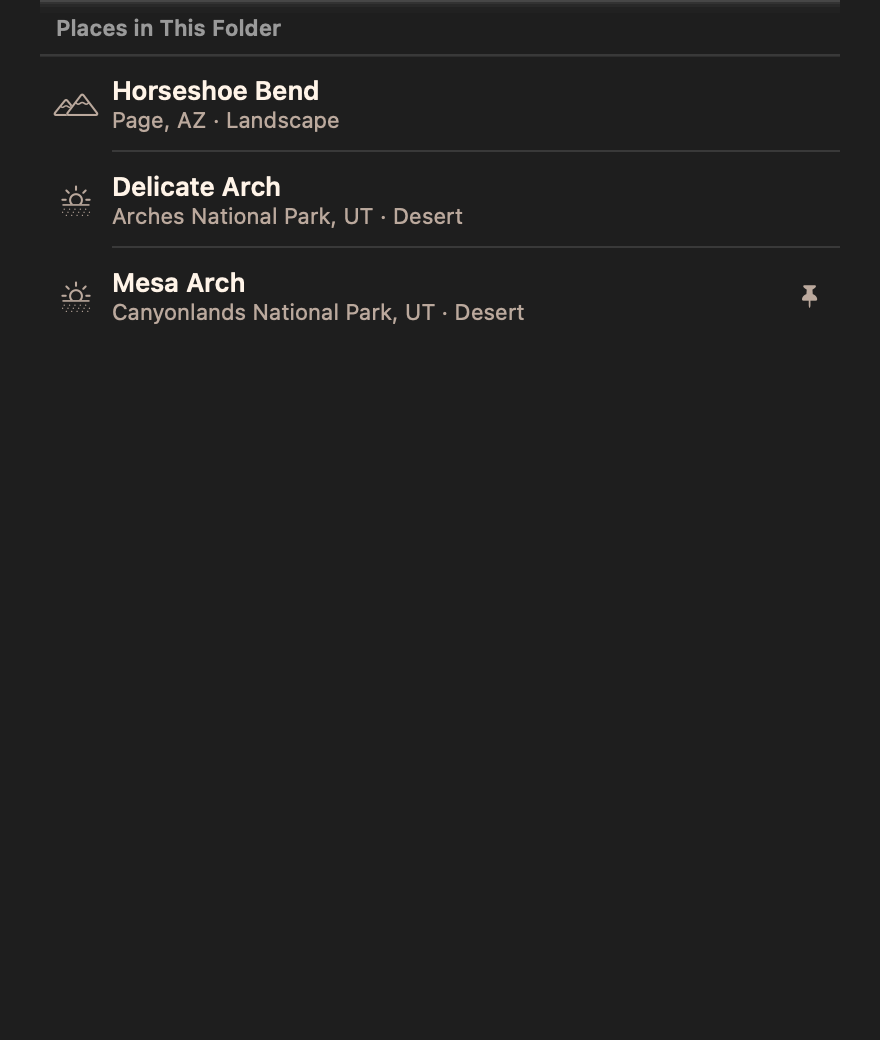 Places in This Folder
Horseshoe Bend
Page, AZ · Landscape
Delicate Arch
Arches National Park, UT · Desert
Mesa Arch
Canyonlands National Park, UT · Desert